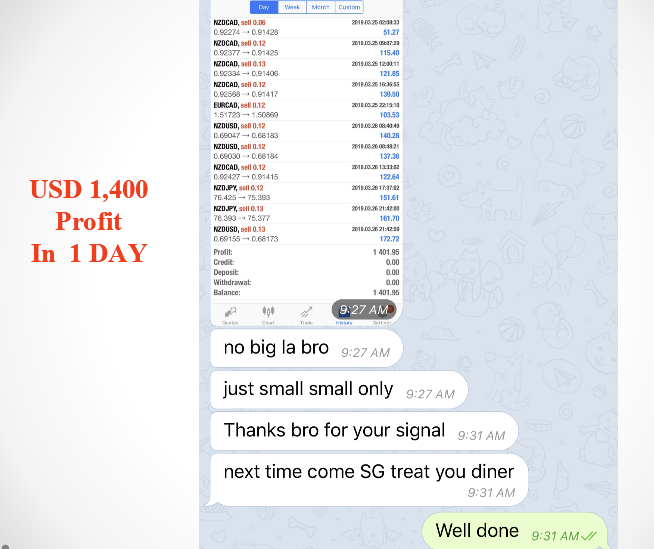 USD 1,400
Profit
In 1 DAY
Day Week Month Custom
NZDCAD, sell 0.06 2019.03.25 02:08:33
0.92274 → 0.91428 51.27
NZDCAD, sell 0.12 2019.03.25 09:07:29
0.92377 → 0.91425 115.40
NZDCAD, sell 0.13 2019.03.25 12:00:11
0.92334 → 0.91406 121.85
NZDCAD, sell 0.12 2019.03.25 16:36:55
0.92568 → 0.91417 139.50
EURCAD, sell 0.12 2019.03.25 22:15:10
1.51723 → 1.50869 103.53
NZDUSD, sell 0.12 2019.03.26 08:40:49
0.69047 → 0.68183 140.28
NZDUSD, sell 0.12 2019.03.26 08:48:21
0.69030 → 0.68184 137.36
NZDCAD, sell 0.12 2019.03.26 13:33:02
0.92427 → 0.91415 122.64
NZDJPY, sell 0.12 2019.03.26 17:37:02
76.425 → 75.393 151.61
NZDJPY, sell 0.13 2019.03.26 21:42:00
76.393 → 75.377 161.70
NZDUSD, sell 0.13 2019.03.26 21:42:59
0.69155 → 0.68173 172.72
Profit: 1 401.95
Credit: 0.00
Deposit: 0.00
Withdrawal: 0.00
Balance: 1 401.95
9:27 AM
Quotes Chart Trade History
no big la bro 9:27 AM
just small small only 9:27 AM
Thanks bro for your signal 9:31 AM
next time come SG treat you diner
9:31 AM
Well done 9:31 AM